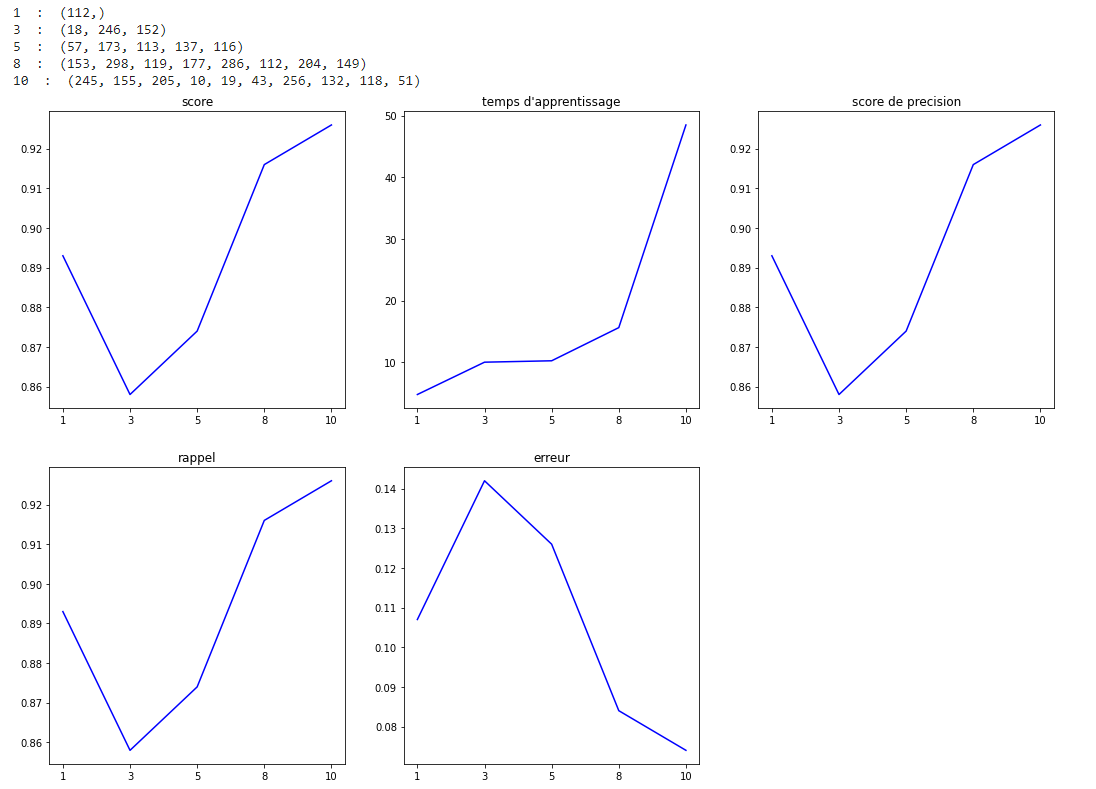 1  :  (112,)
3  :  (18, 246, 152)
5  :  (57, 173, 113, 137, 116)
8  :  (153, 298, 119, 177, 286, 112, 204, 149)
10  :  (245, 155, 205, 10, 19, 43, 256, 132, 118, 51)
score
0.92
0.91
0.90
0.89
0.88
0.87
0.86
1 3 5 8 10
temps d'apprentissage
50
40
30
20
10
1 3 5 8 10
score de precision
0.92
0.91
0.90
0.89
0.88
0.87
0.86
1 3 5 8 10
rappel
0.92
0.91
0.90
0.89
0.88
0.87
0.86
1 3 5 8 10
erreur
0.14
0.13
0.12
0.11
0.10
0.09
0.08
1 3 5 8 10